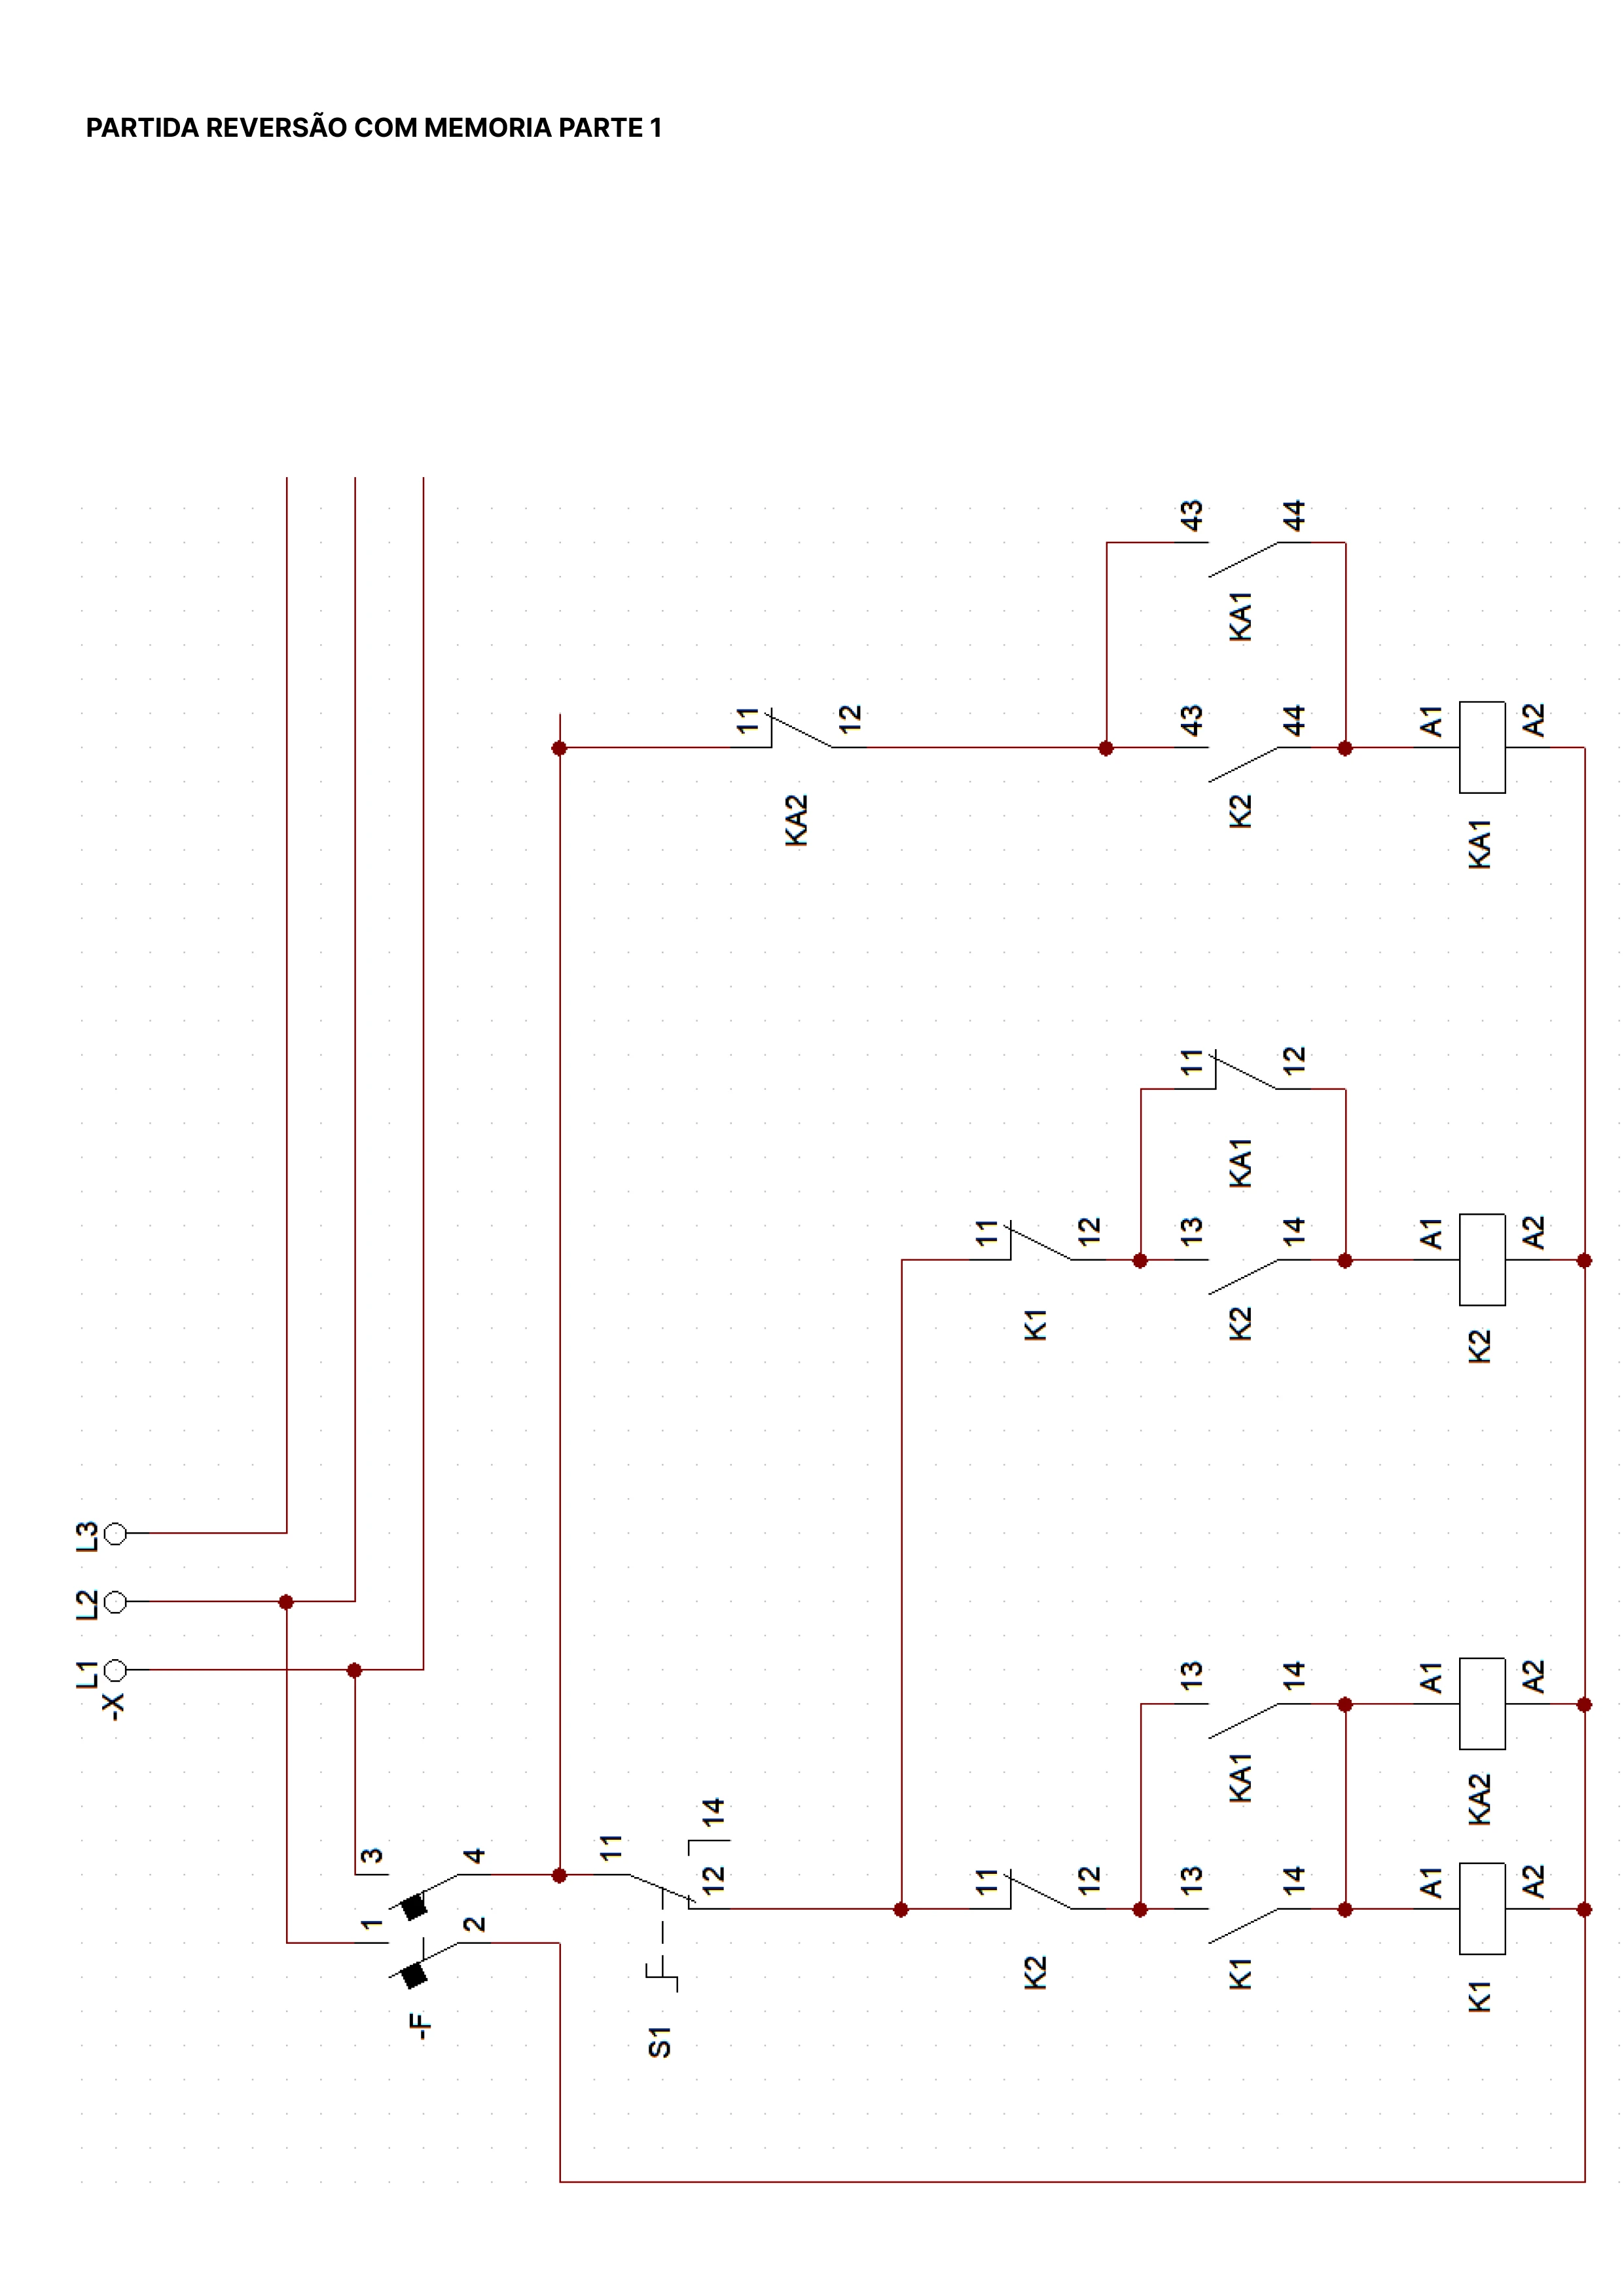 PARTIDA REVERSÃO COM MEMORIA PARTE 1
43
44
KA1
11
12
43
44
A1
A2
KA2
K2
KA1
11
12
KA1
11
12
13
14
A1
A2
K1
K2
K2
L3
L2
L1
-X
13
14
A1
A2
KA1
KA2
3
4
11
14
12
1
2
11
12
13
14
A1
A2
K2
K1
K1
-F
S1